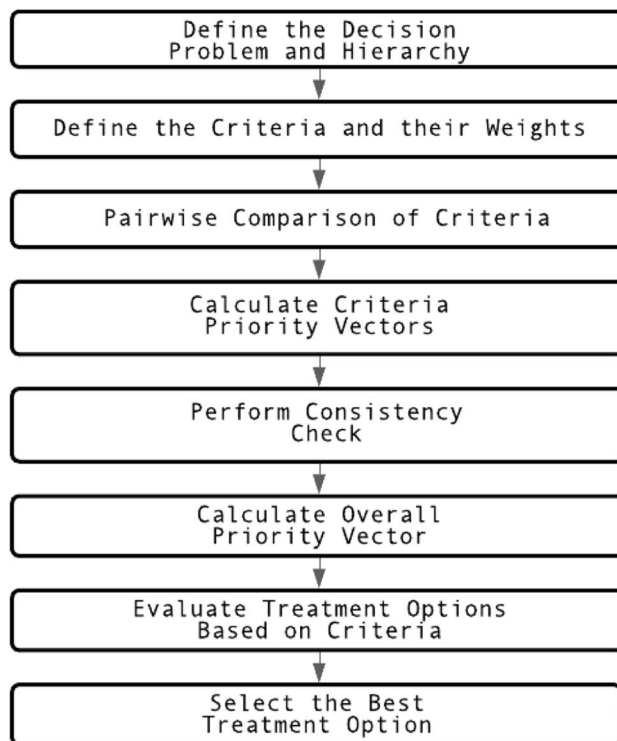 Define the Decision
Problem and Hierarchy
Define the Criteria and their Weights
Pairwise Comparison of Criteria
Calculate Criteria
Priority Vectors
Perform Consistency
Check
Calculate Overall
Priority Vector
Evaluate Treatment Options
Based on Criteria
Select the Best
Treatment Option